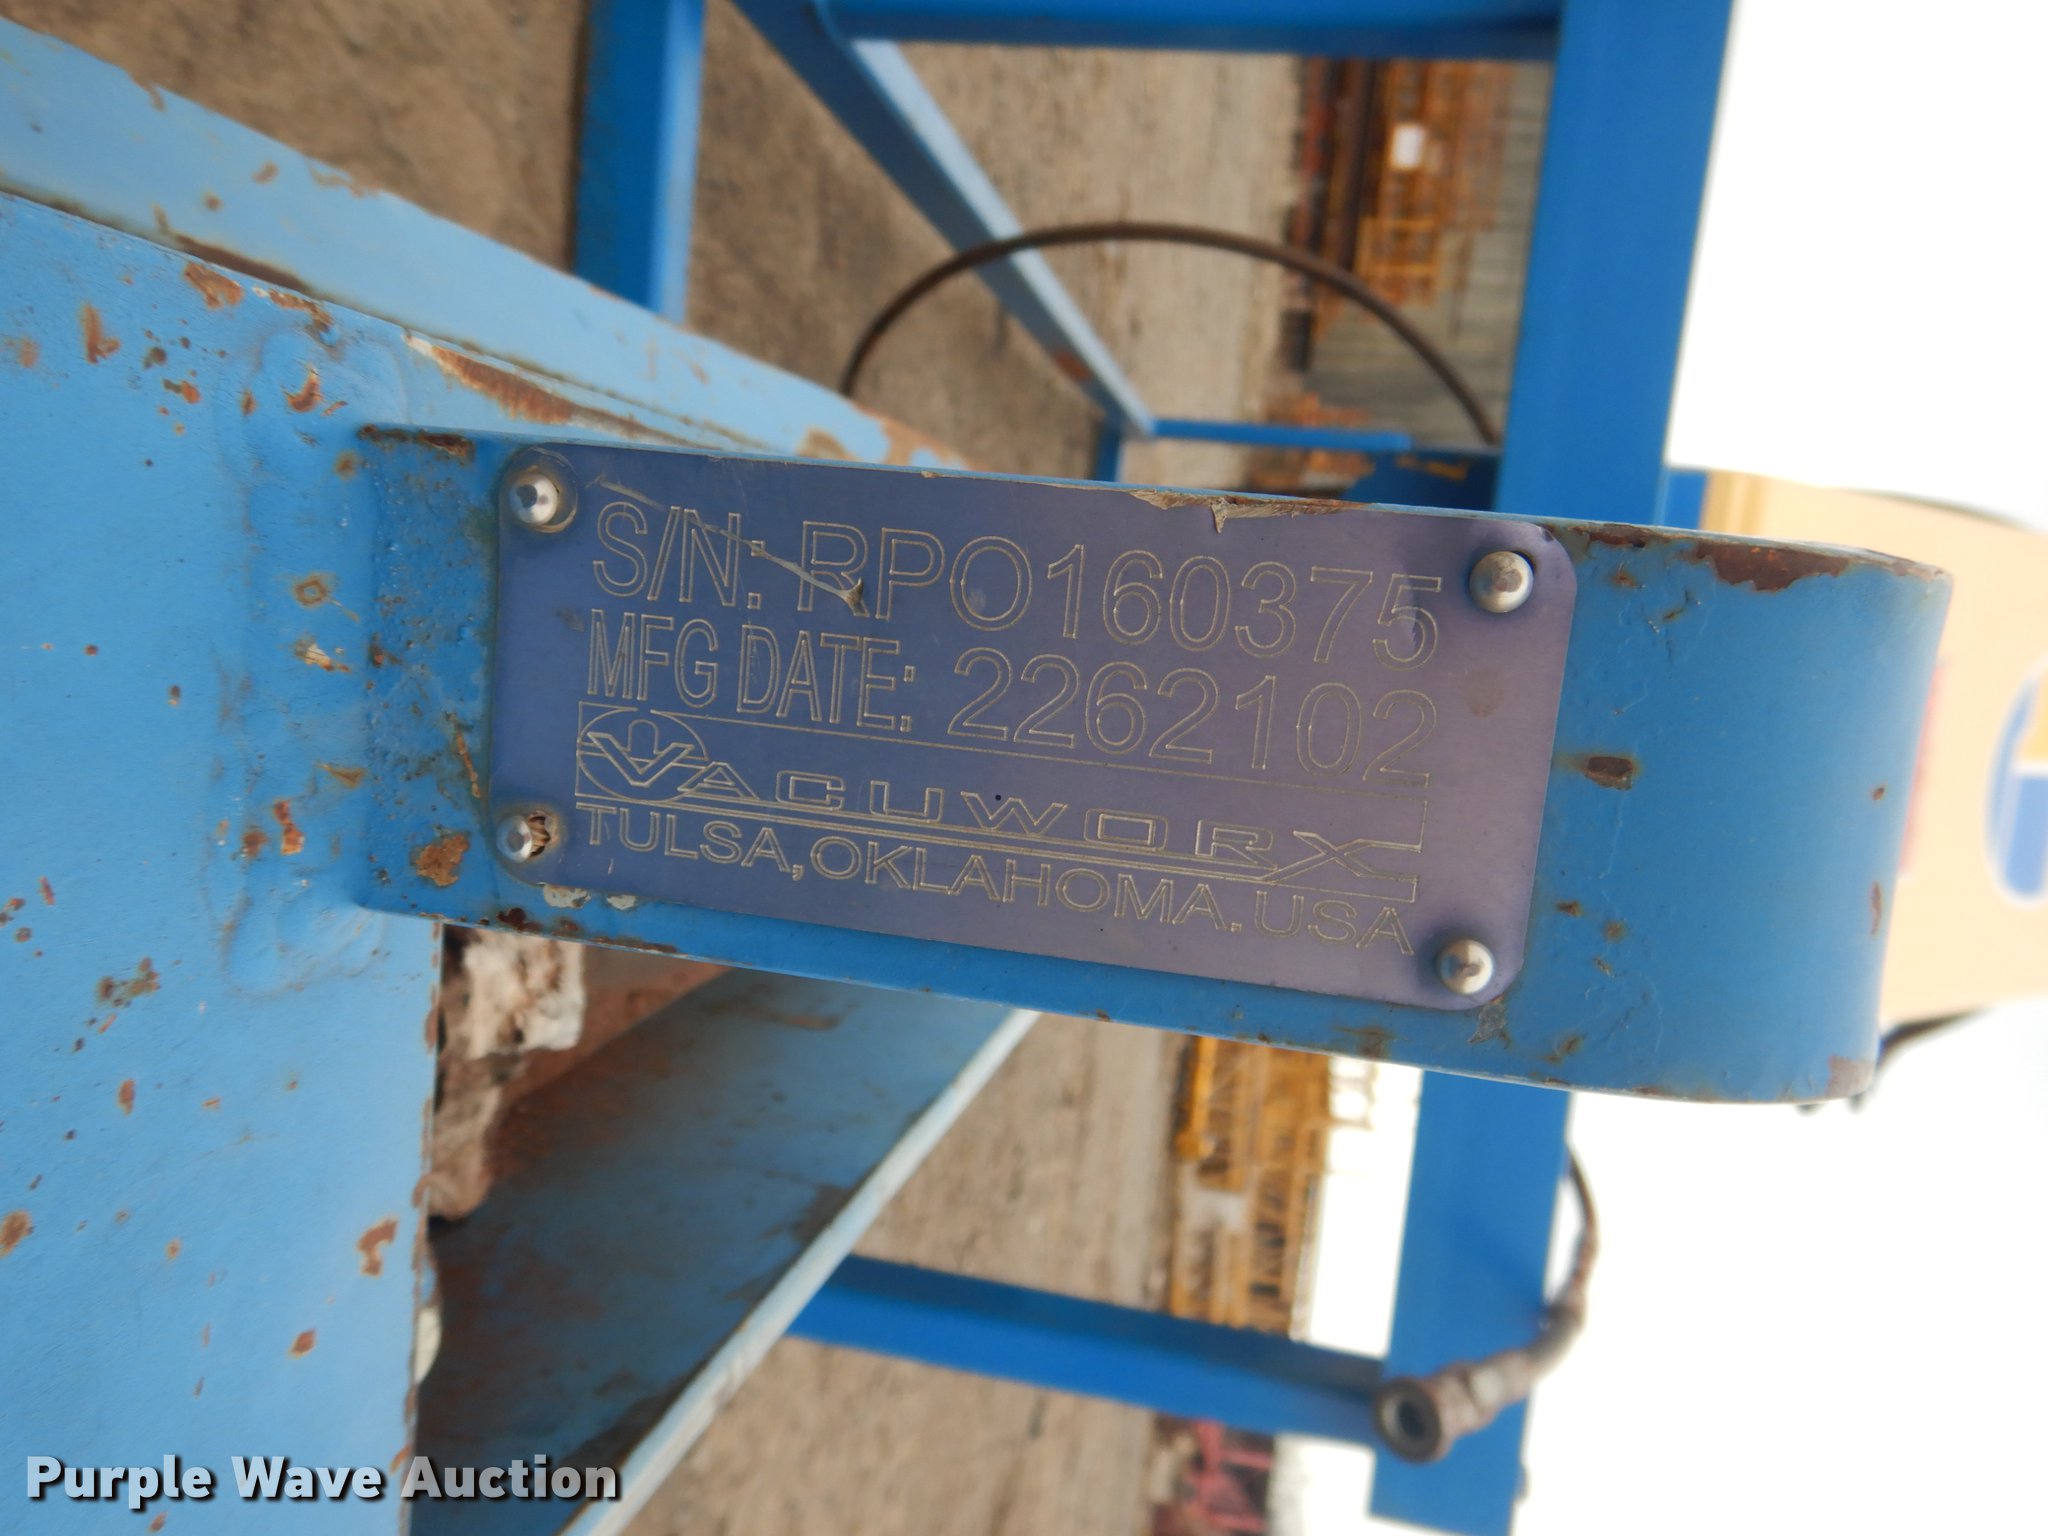 S/N: RPO160375
MFG DATE: 2262102
VACUWORX
TULSA, OKLAHOMA. USA
Purple Wave Auction